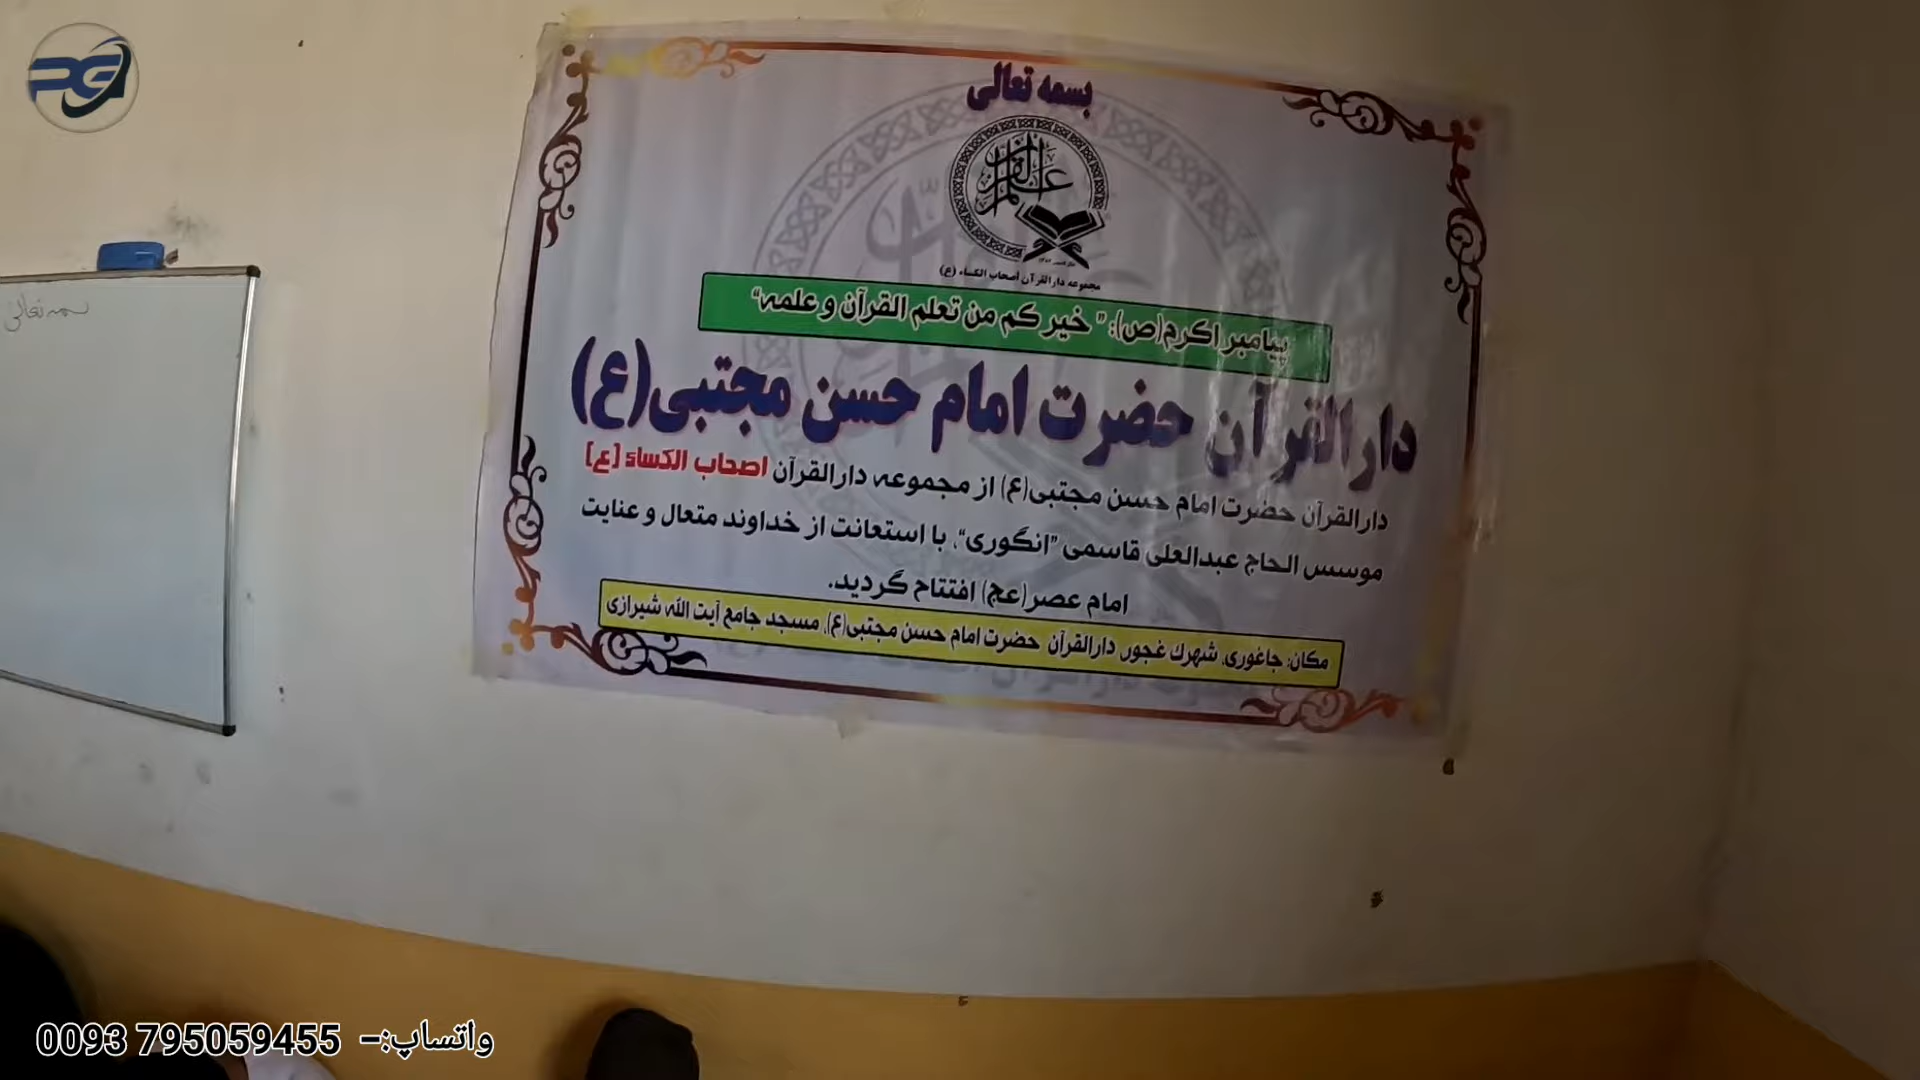 بسمه تعالی
مجموعه دارالقرآن اصحاب الکساء (ع)
پیامبر اکرم(ص): " خیر کم من تعلم القرآن و علمه"
دارالقرآن حضرت امام حسن مجتبی(ع)
دارالقرآن حضرت امام حسن مجتبی(ع) از مجموعه دارالقرآن اصحاب الکساء [ع]
موسس الحاج عبدالعلی قاسمی "انگوری"، با استعانت از خداوند متعال و عنایت
امام عصر(عج) افتتاح گردید.
مکان: جاغوری، شهرک غجور، دارالقرآن حضرت امام حسن مجتبی(ع)، مسجد جامع آیت الله شیرازی
بسمه تعالی
واتساپ:– 0093 795059455